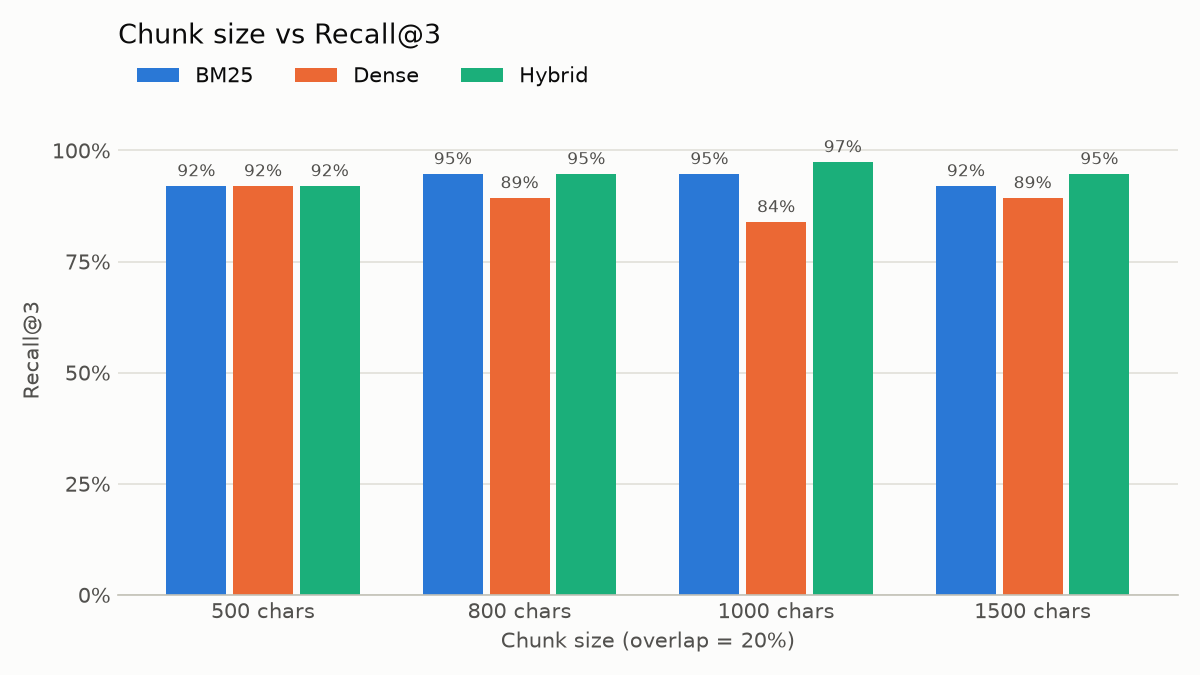 Chunk size vs Recall@3
BM25 Dense Hybrid
100%
75%
50%
25%
0%
Recall@3
92% 92% 92%
95% 89% 95%
95% 84% 97%
92% 89% 95%
500 chars 800 chars 1000 chars 1500 chars
Chunk size (overlap = 20%)